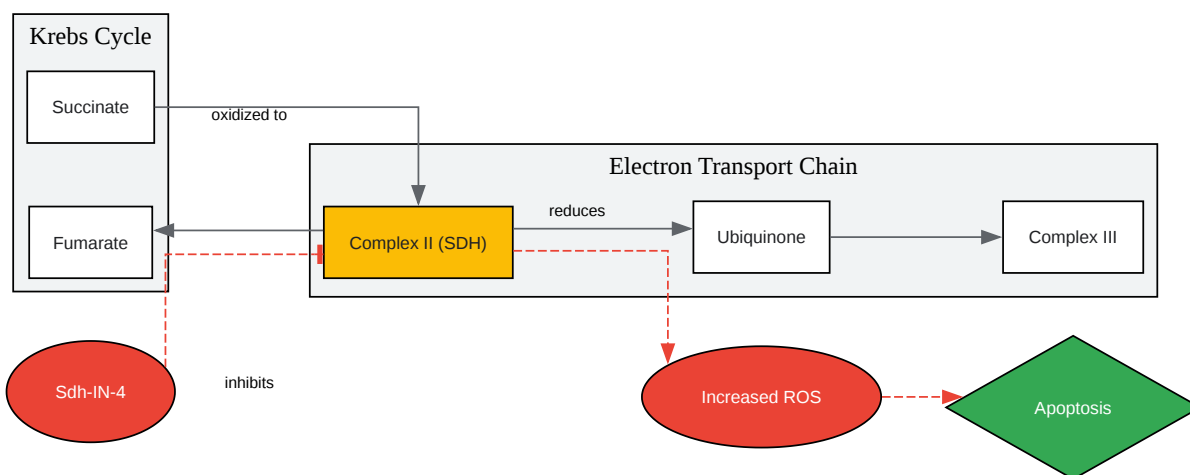 Krebs Cycle
Succinate
oxidized to
Electron Transport Chain
Fumarate
Complex II (SDH)
reduces
Ubiquinone
Complex III
Sdh-IN-4
inhibits
Increased ROS
Apoptosis